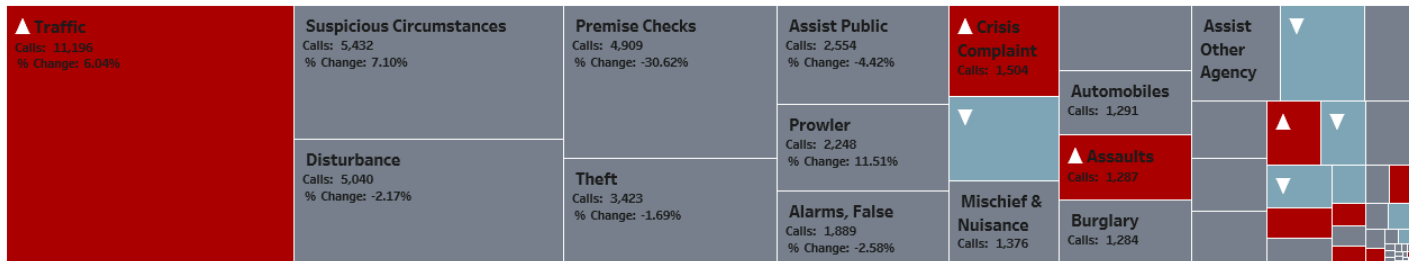 Traffic
Calls: 11,196
% Change: 6.04%
Suspicious Circumstances
Calls: 5,432
% Change: 7.10%
Disturbance
Calls: 5,040
% Change: -2.17%
Premise Checks
Calls: 4,909
% Change: -30.62%
Theft
Calls: 3,423
% Change: -1.69%
Assist Public
Calls: 2,554
% Change: -4.42%
Prowler
Calls: 2,248
% Change: 11.51%
Alarms, False
Calls: 1,889
% Change: -2.58%
Crisis
Complaint
Calls: 1,504
Mischief &
Nuisance
Calls: 1,376
Automobiles
Calls: 1,291
Assaults
Calls: 1,287
Burglary
Calls: 1,284
Assist
Other
Agency